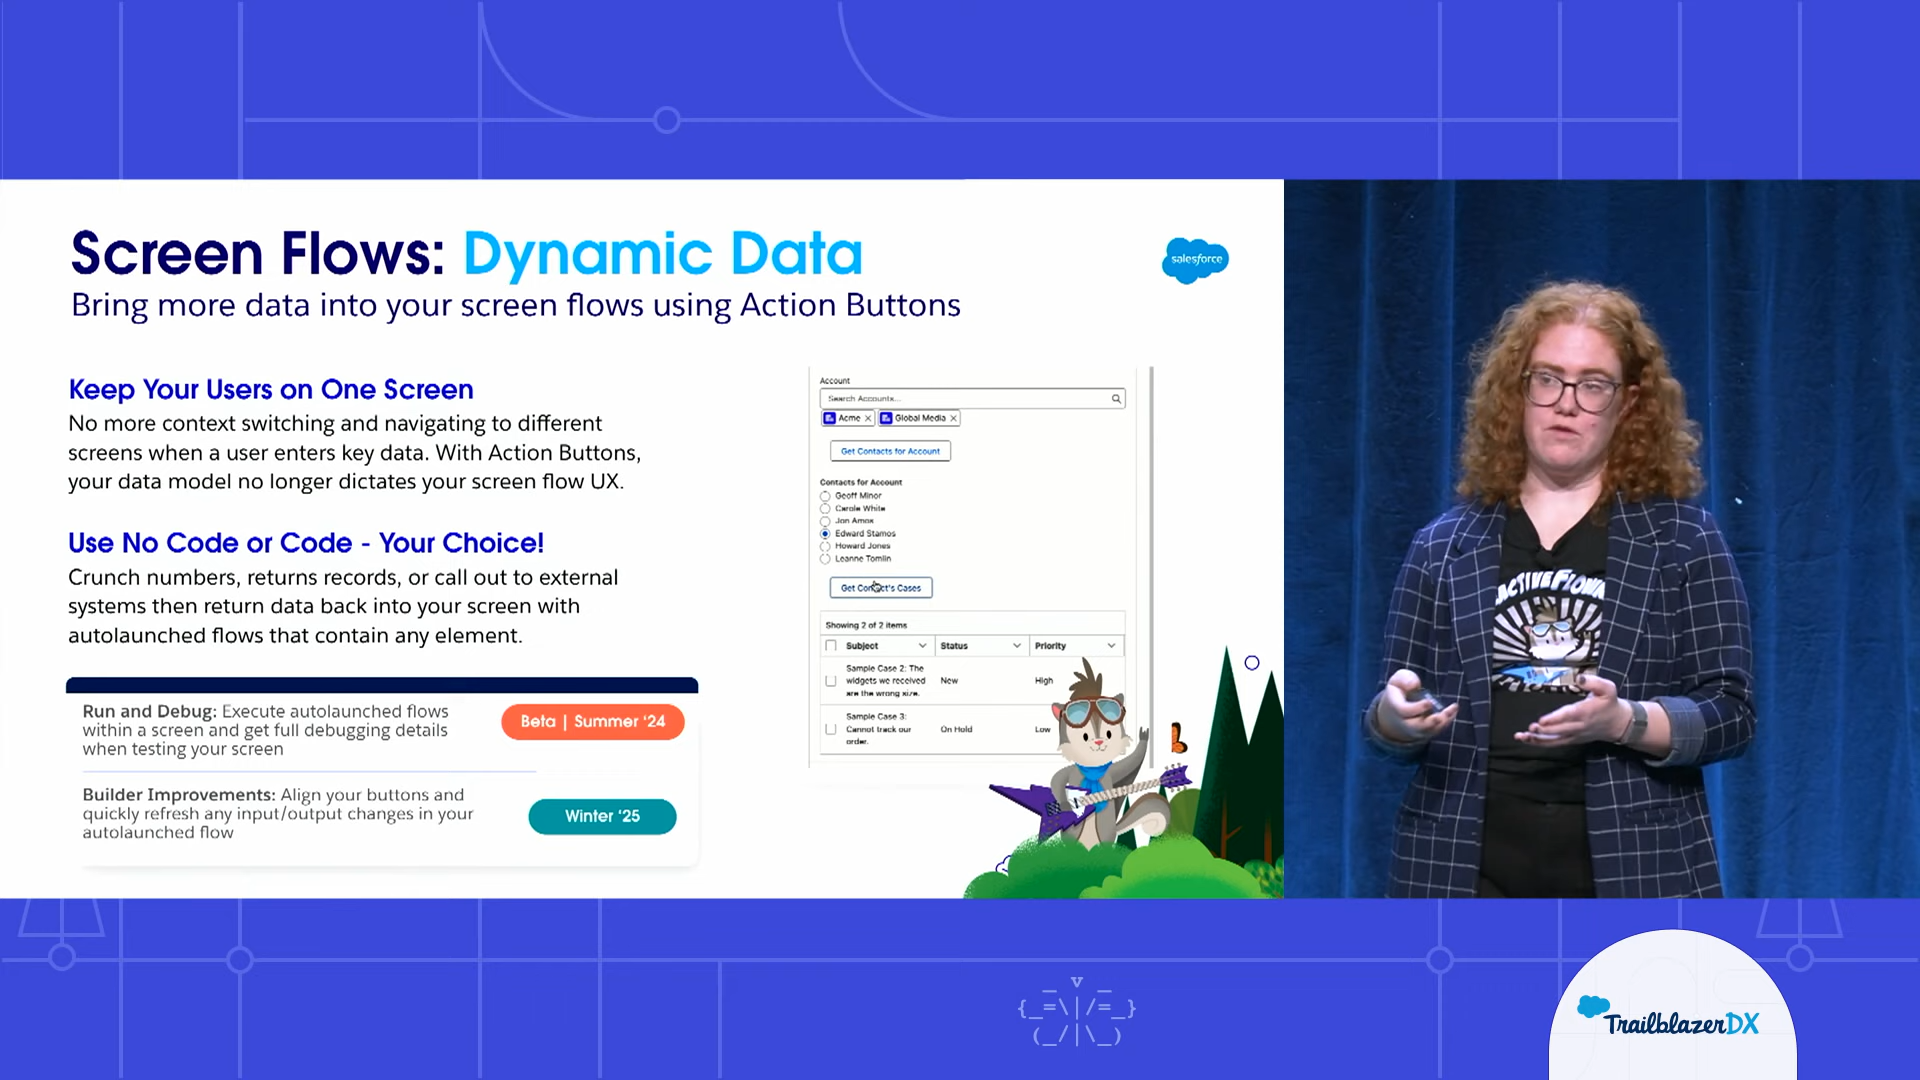 Screen Flows: Dynamic Data
Bring more data into your screen flows using Action Buttons
salesforce
Keep Your Users on One Screen
No more context switching and navigating to different
screens when a user enters key data. With Action Buttons,
your data model no longer dictates your screen flow UX.
Use No Code or Code - Your Choice!
Crunch numbers, returns records, or call out to external
systems then return data back into your screen with
autolaunched flows that contain any element.
Run and Debug: Execute autolaunched flows
within a screen and get full debugging details
when testing your screen
Beta | Summer ‘24
Builder Improvements: Align your buttons and
quickly refresh any input/output changes in your
autolaunched flow
Winter ‘25
Account
Search Accounts...
Acme
Global Media
Get Contacts for Account
Contacts for Account
Geoff Minor
Carole White
Jon Amos
Edward Stamos
Howard Jones
Leanne Tomlin
Get Contact's Cases
Showing 2 of 2 items
Subject Status Priority
Sample Case 2: The
widgets we received
are the wrong size.
New
High
Sample Case 3:
Cannot track our
order.
On Hold
Low
TrailblazerDX